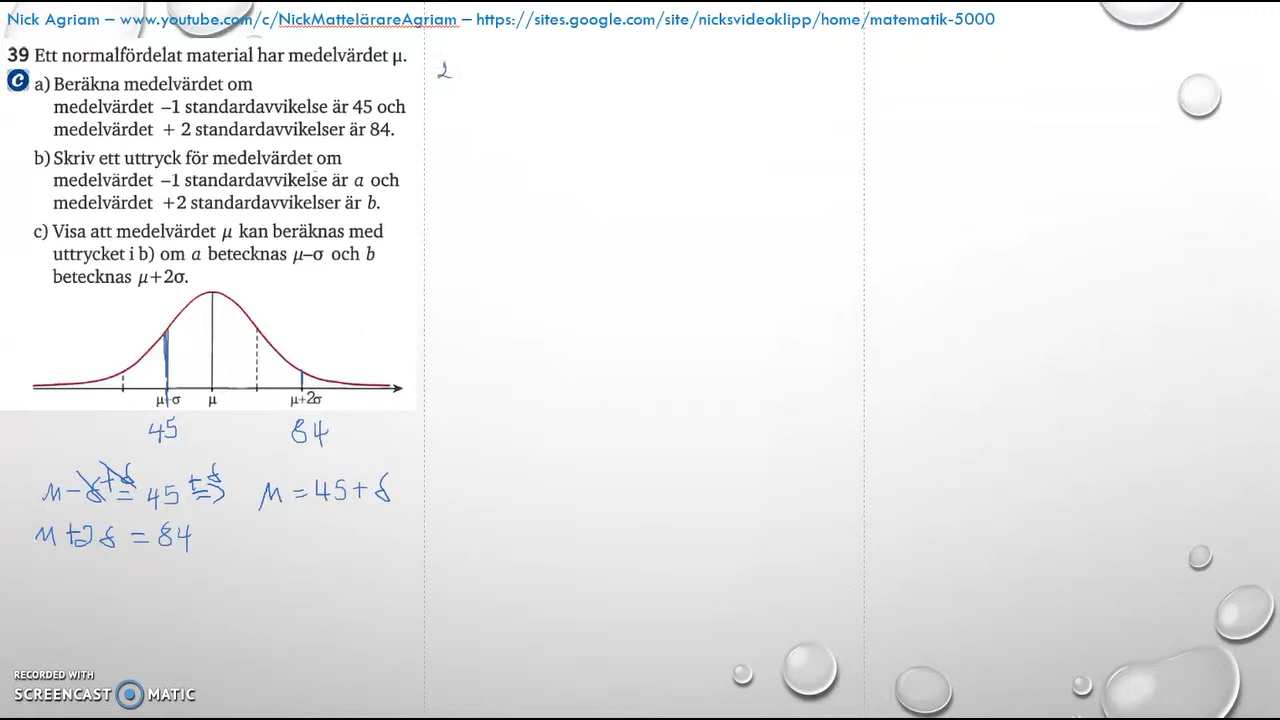 Nick Agriam – www.youtube.com/c/NickMattelärareAgriam – https://sites.google.com/site/nicksvideoklipp/home/matematik-5000
39 Ett normalfördelat material har medelvärdet μ.
C a) Beräkna medelvärdet om
medelvärdet –1 standardavvikelse är 45 och
medelvärdet + 2 standardavvikelser är 84.
b) Skriv ett uttryck för medelvärdet om
medelvärdet –1 standardavvikelse är a och
medelvärdet +2 standardavvikelser är b.
c) Visa att medelvärdet μ kan beräknas med
uttrycket i b) om a betecknas μ–σ och b
betecknas μ+2σ.
μ–σ μ μ+2σ
45 84
μ–σ+σ = 45 +σ => μ = 45+σ
μ+2σ = 84
2
RECORDED WITH
SCREENCAST MATIC